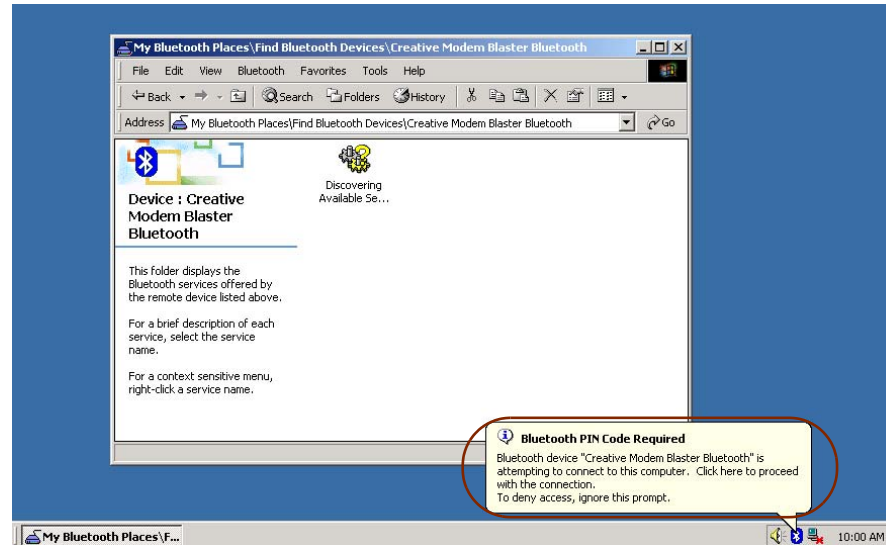 My Bluetooth Places\Find Bluetooth Devices\Creative Modem Blaster Bluetooth
File Edit View Bluetooth Favorites Tools Help
Back Search Folders History
Address My Bluetooth Places\Find Bluetooth Devices\Creative Modem Blaster Bluetooth Go
Device : Creative
Modem Blaster
Bluetooth
This folder displays the
Bluetooth services offered by
the remote device listed above.
For a brief description of each
service, select the service
name.
For a context sensitive menu,
right-click a service name.
Discovering
Available Se...
Bluetooth PIN Code Required
Bluetooth device "Creative Modem Blaster Bluetooth" is
attempting to connect to this computer. Click here to proceed
with the connection.
To deny access, ignore this prompt.
My Bluetooth Places\F...
10:00 AM